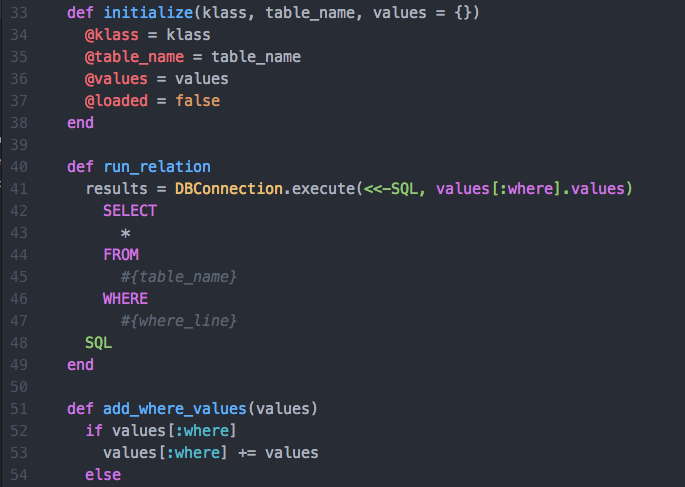 33 def initialize(klass, table_name, values = {})
34 @klass = klass
35 @table_name = table_name
36 @values = values
37 @loaded = false
38 end
39
40 def run_relation
41 results = DBConnection.execute(<<-SQL, values[:where].values)
42 SELECT
43 *
44 FROM
45 #{table_name}
46 WHERE
47 #{where_line}
48 SQL
49 end
50
51 def add_where_values(values)
52 if values[:where]
53 values[:where] += values
54 else